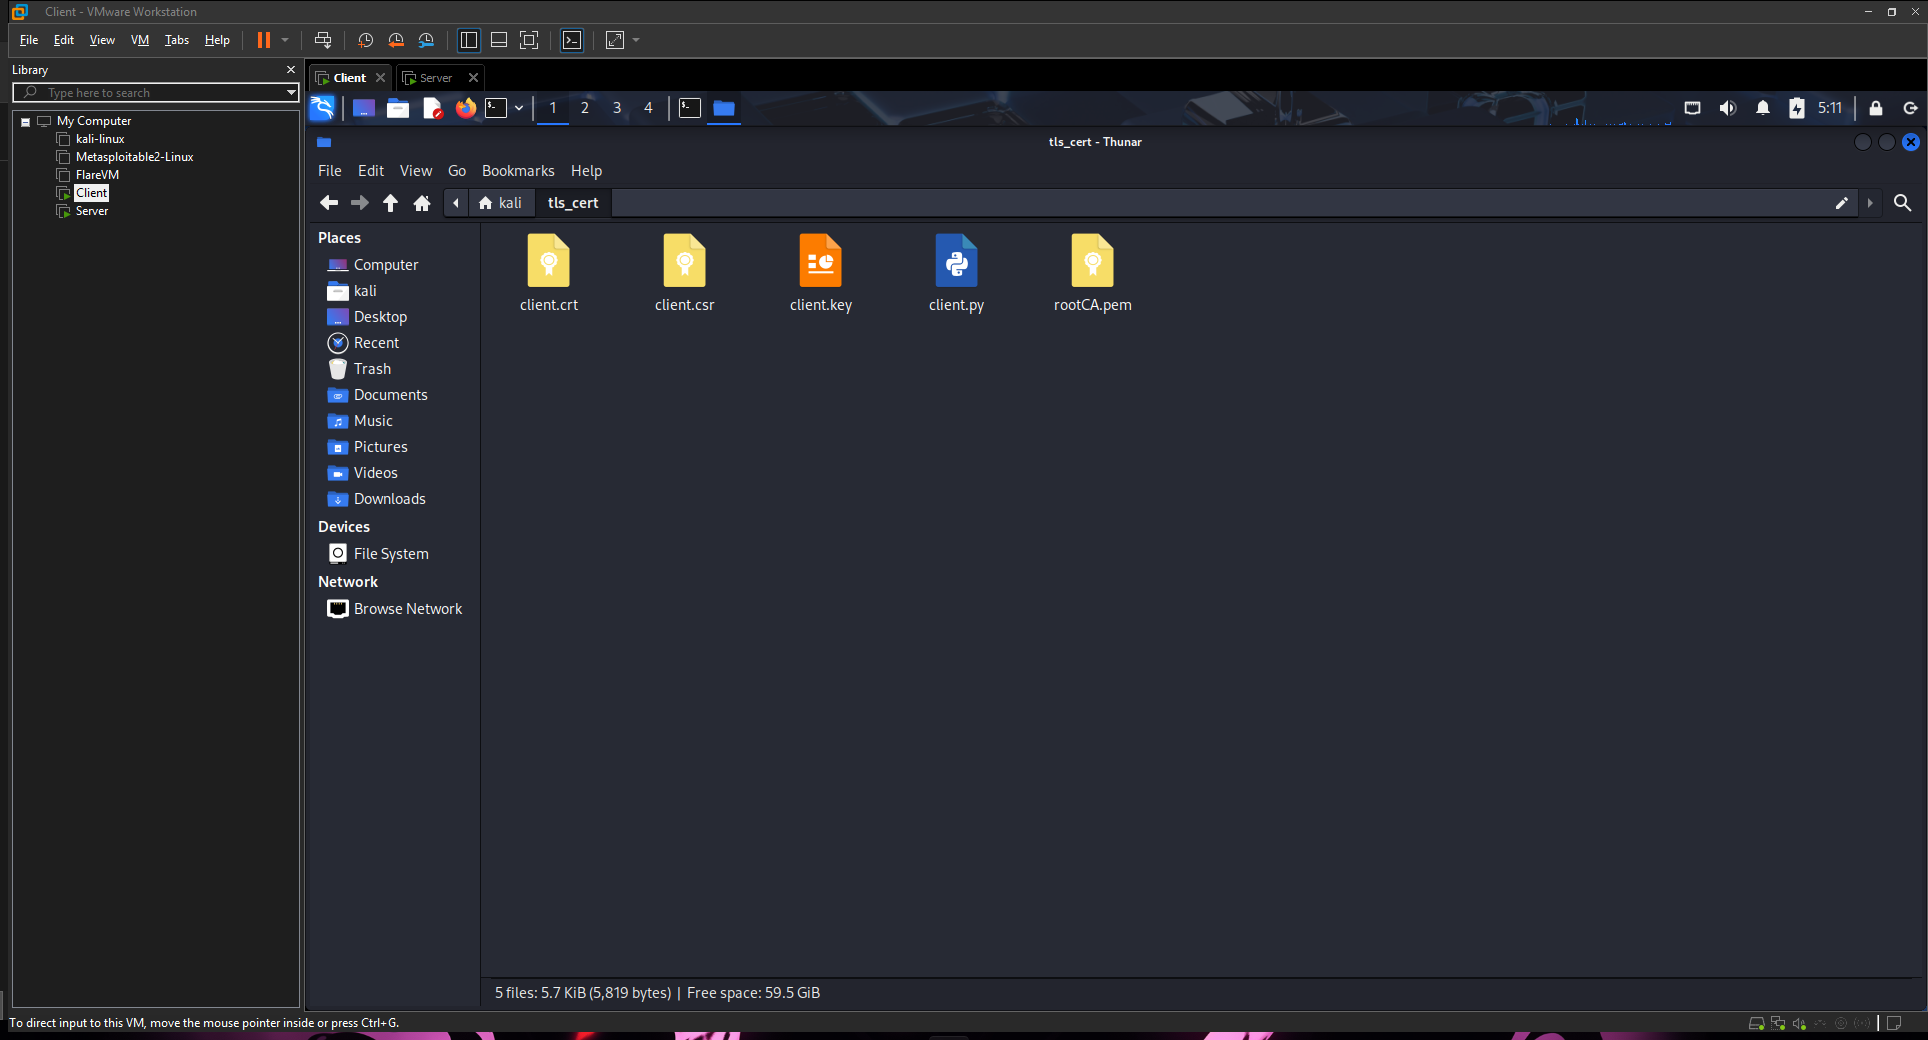 Client - VMware Workstation
File Edit View VM Tabs Help
Library
Type here to search
My Computer
kali-linux
Metasploitable2-Linux
FlareVM
Client
Server
Client Server
1 2 3 4 5:11
tls_cert - Thunar
File Edit View Go Bookmarks Help
kali tls_cert
Places
Computer
kali
Desktop
Recent
Trash
Documents
Music
Pictures
Videos
Downloads
Devices
File System
Network
Browse Network
client.crt client.csr client.key client.py rootCA.pem
5 files: 5.7 KiB (5,819 bytes) | Free space: 59.5 GiB
To direct input to this VM, move the mouse pointer inside or press Ctrl+G.